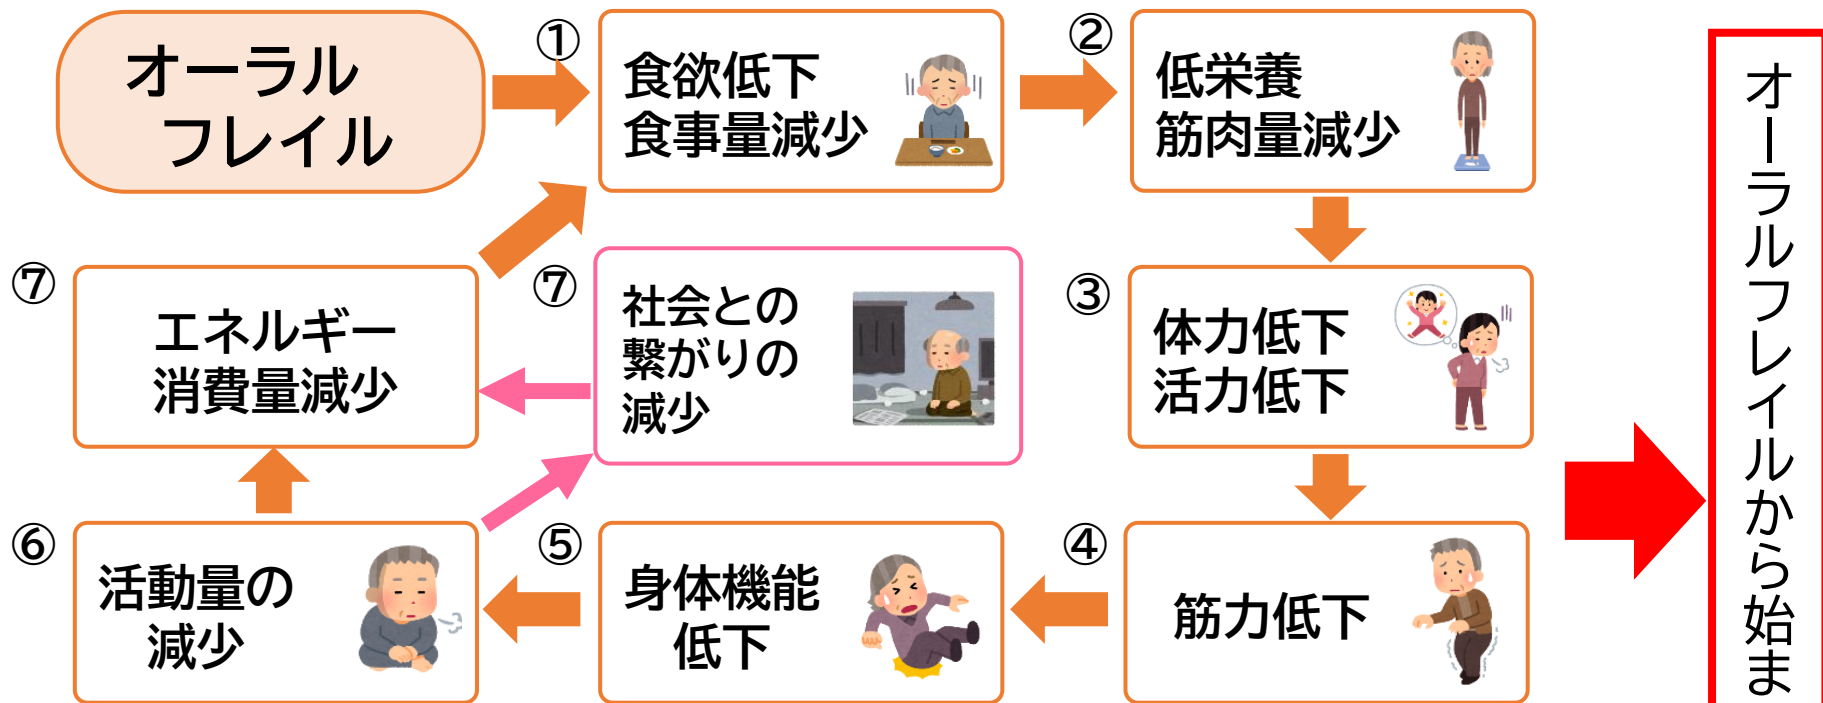 オーラル
フレイル
①
食欲低下
食事量減少
②
低栄養
筋肉量減少
③
体力低下
活力低下
④
筋力低下
⑤
身体機能
低下
⑥
活動量の
減少
⑦
エネルギー
消費量減少
⑦
社会との
繋がりの
減少
オーラルフレイルから始ま